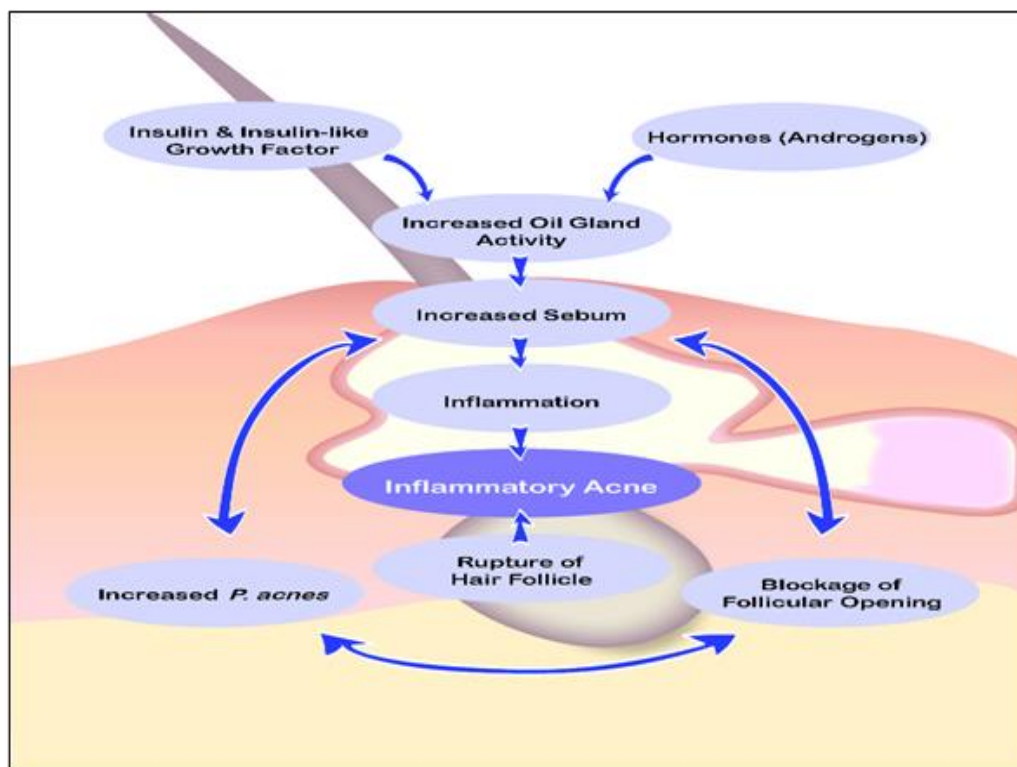 Insulin & Insulin-like
Growth Factor
Hormones (Androgens)
Increased Oil Gland
Activity
Increased Sebum
Inflammation
Inflammatory Acne
Rupture of
Hair Follicle
Increased P. acnes
Blockage of
Follicular Opening